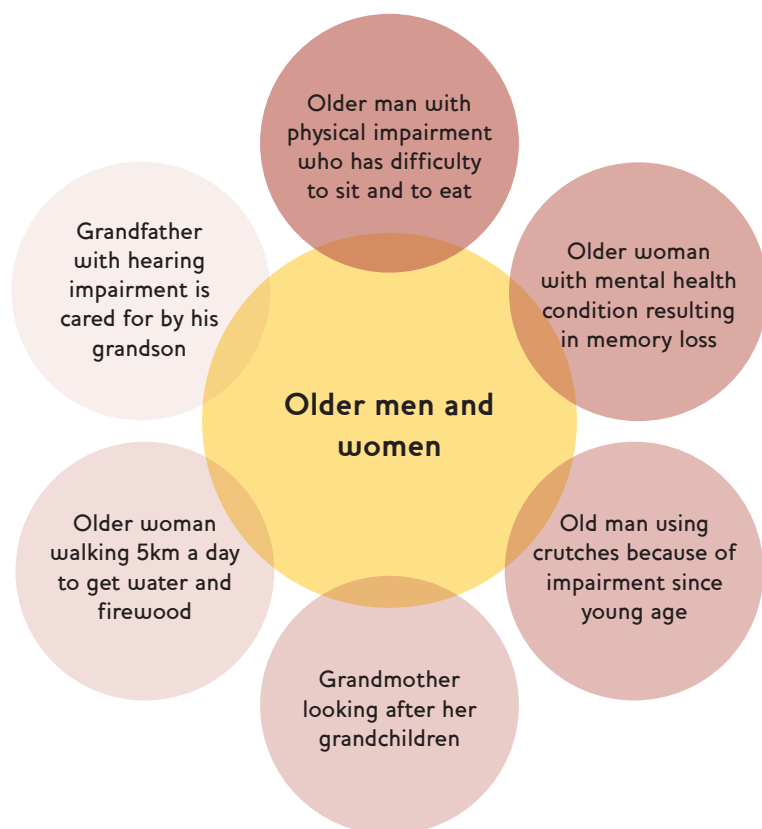 Older man with
physical impairment
who has difficulty
to sit and to eat
Older woman
with mental health
condition resulting
in memory loss
Old man using
crutches because of
impairment since
young age
Grandmother
looking after her
grandchildren
Older woman
walking 5km a day
to get water and
firewood
Grandfather
with hearing
impairment is
cared for by his
grandson
Older men and
women